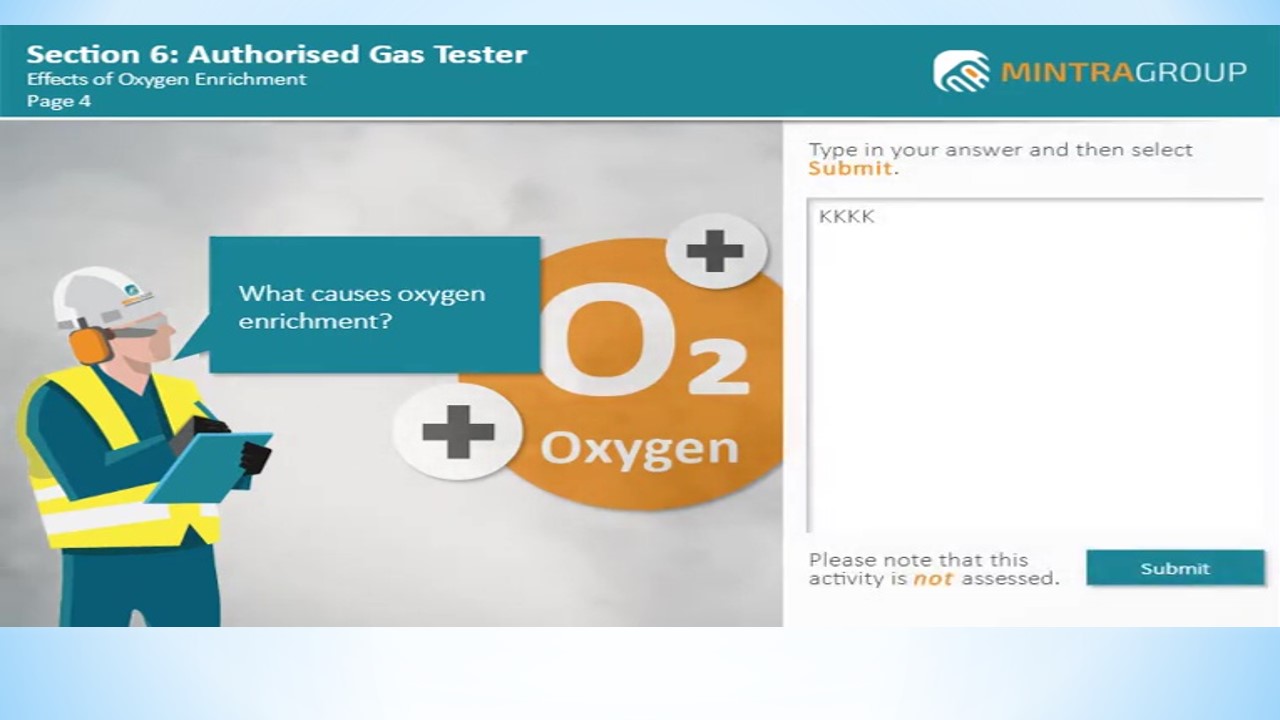 Section 6: Authorised Gas Tester
Effects of Oxygen Enrichment
Page 4
MINTRAGROUP
What causes oxygen
enrichment?
O₂
Oxygen
Type in your answer and then select
Submit.
KKKK
Please note that this
activity is not assessed.
Submit